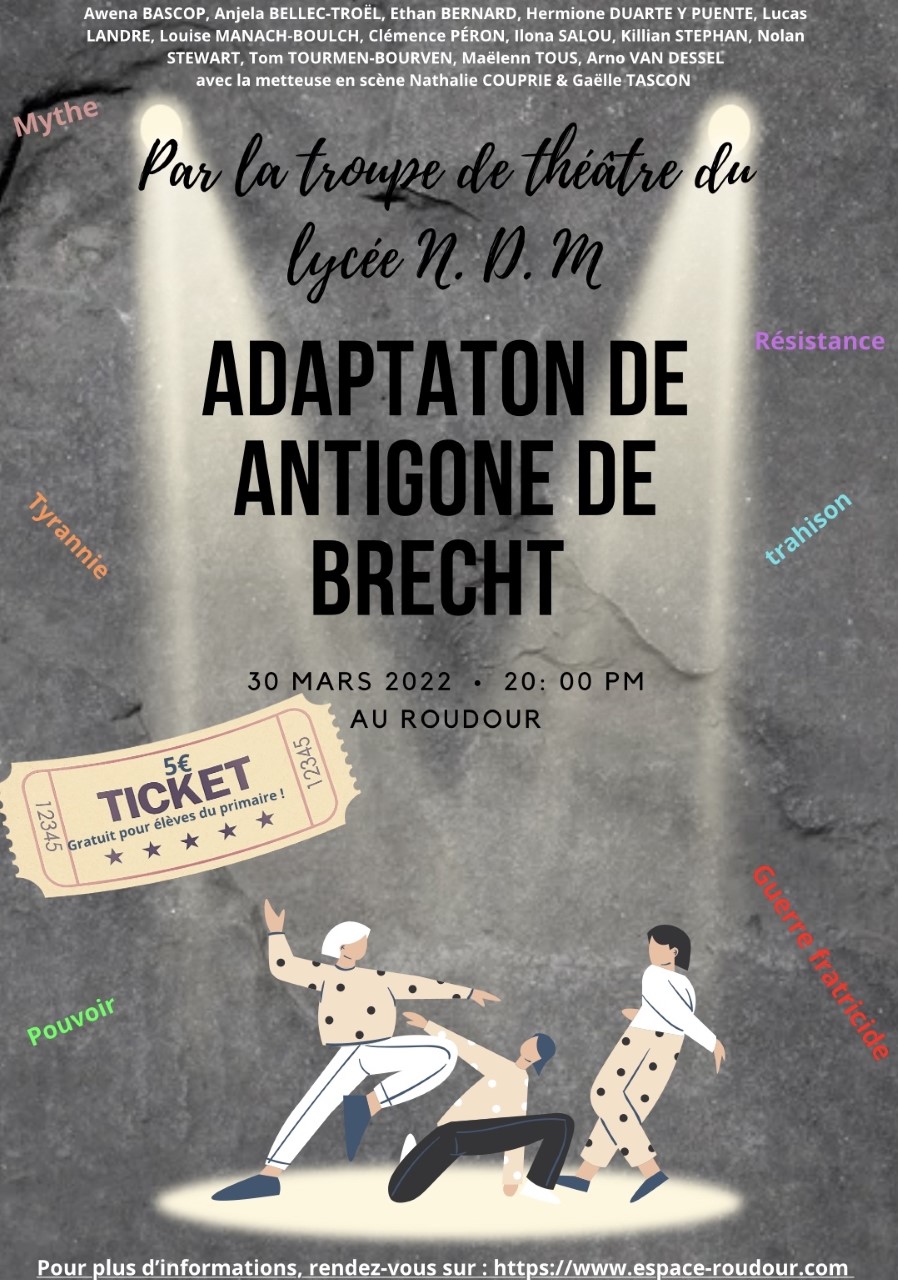 Awena BASCOP, Anjela BELLEC-TROËL, Ethan BERNARD, Hermione DUARTE Y PUENTE, Lucas
LANDRE, Louise MANACH-BOULCH, Clémence PÉRON, Ilona SALOU, Killian STEPHAN, Nolan
STEWART, Tom TOURMEN-BOURVEN, Maëlenn TOUS, Arno VAN DESSEL
avec la metteuse en scène Nathalie COUPRIE & Gaëlle TASCON
Mythe
Par la troupe de théâtre du
lycée N. D. M
Résistance
ADAPTATON DE
ANTIGONE DE
BRECHT
Tyrannie
trahison
30 MARS 2022 • 20: 00 PM
AU ROUDOUR
5€
TICKET
Gratuit pour élèves du primaire !
12345
12345
Guerre fratricide
Pouvoir
Pour plus d'informations, rendez-vous sur : https://www.espace-roudour.com